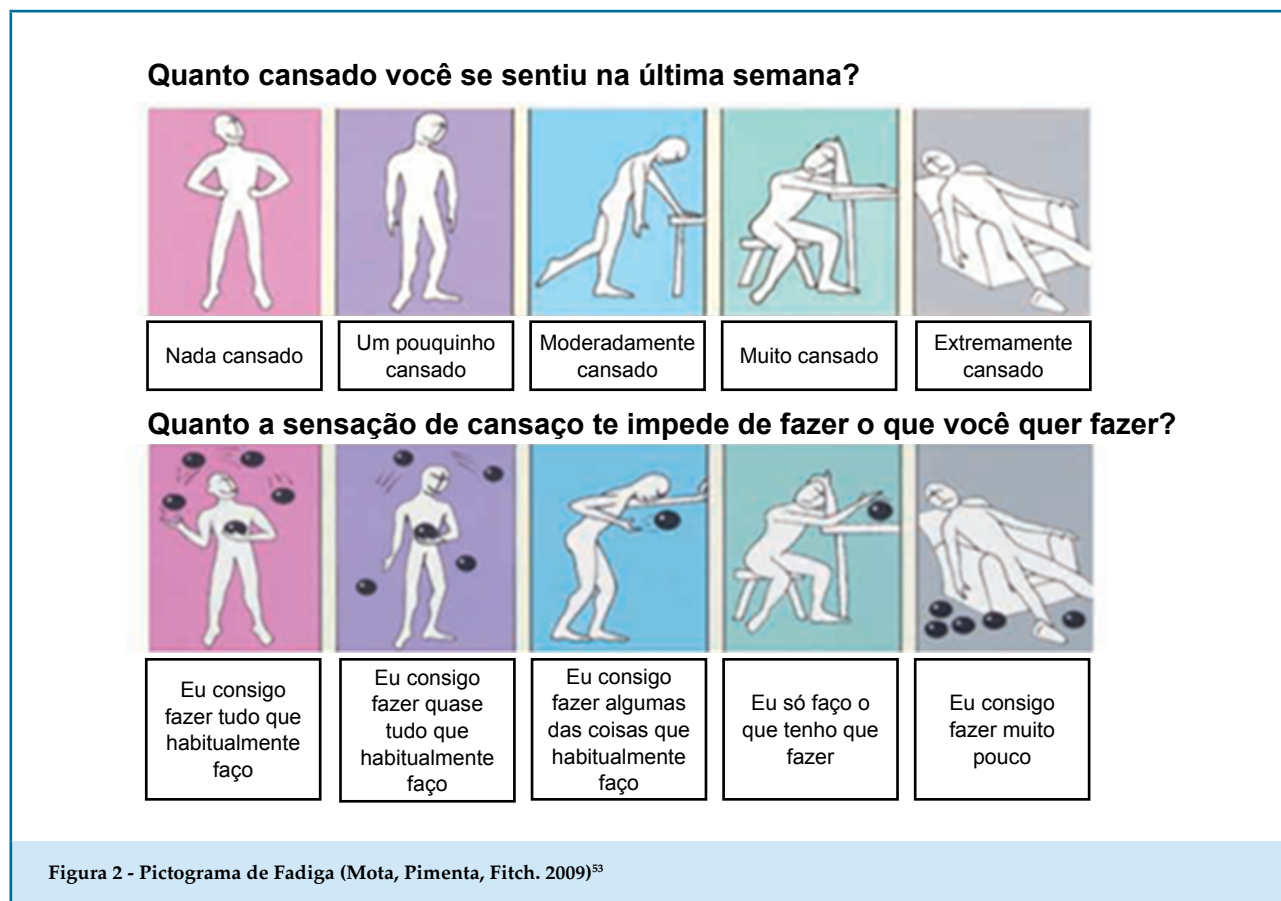 Quanto cansado você se sentiu na última semana?
Nada cansado
Um pouquinho
cansado
Moderadamente
cansado
Muito cansado
Extremamente
cansado
Quanto a sensação de cansaço te impede de fazer o que você quer fazer?
Eu consigo
fazer tudo que
habitualmente
faço
Eu consigo
fazer quase
tudo que
habitualmente
faço
Eu consigo
fazer algumas
das coisas que
habitualmente
faço
Eu só faço o
que tenho que
fazer
Eu consigo
fazer muito
pouco
Figura 2 - Pictograma de Fadiga (Mota, Pimenta, Fitch. 2009)⁵³